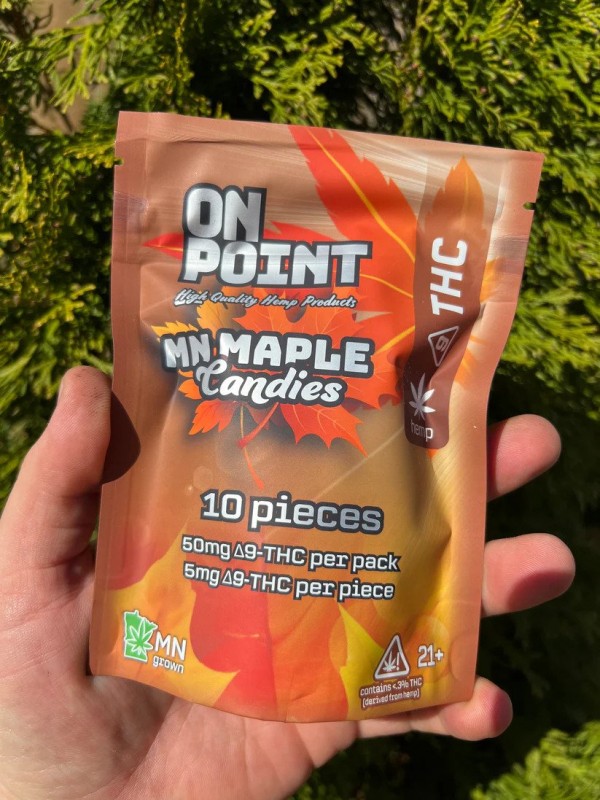 ON
POINT
High Quality Hemp Products
MN MAPLE
Candies
THC
9
hemp
10 pieces
50mg Δ9-THC per pack
5mg Δ9-THC per piece
MN
grown
!
21+
contains <.3% THC
(derived from hemp)